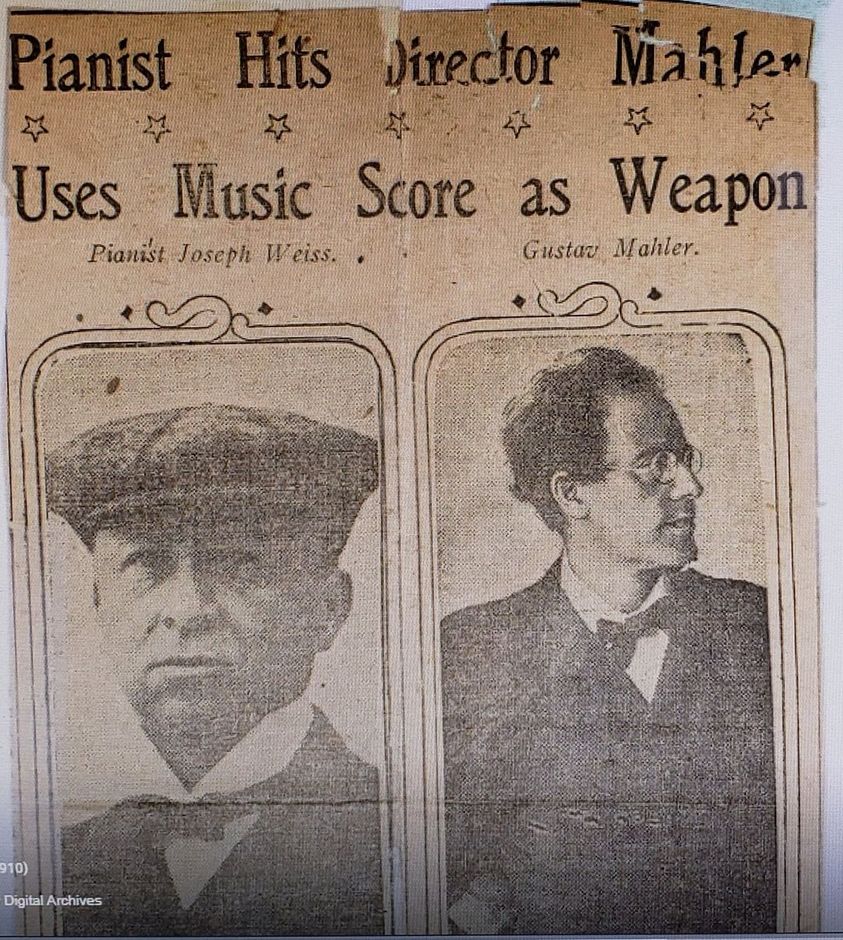 Pianist Hits Director Mahler
Uses Music Score as Weapon
Pianist Joseph Weiss.
Gustav Mahler.
910)
Digital Archives